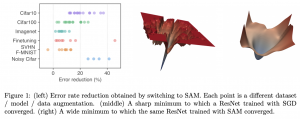 Cifar10
Cifar100
Imagenet
Finetuning
SVHN
F-MNIST
Noisy Cifar
0
20
40
Error reduction (%)
Figure 1: (left) Error rate reduction obtained by switching to SAM. Each point is a different dataset
/ model / data augmentation. (middle) A sharp minimum to which a ResNet trained with SGD
converged. (right) A wide minimum to which the same ResNet trained with SAM converged.